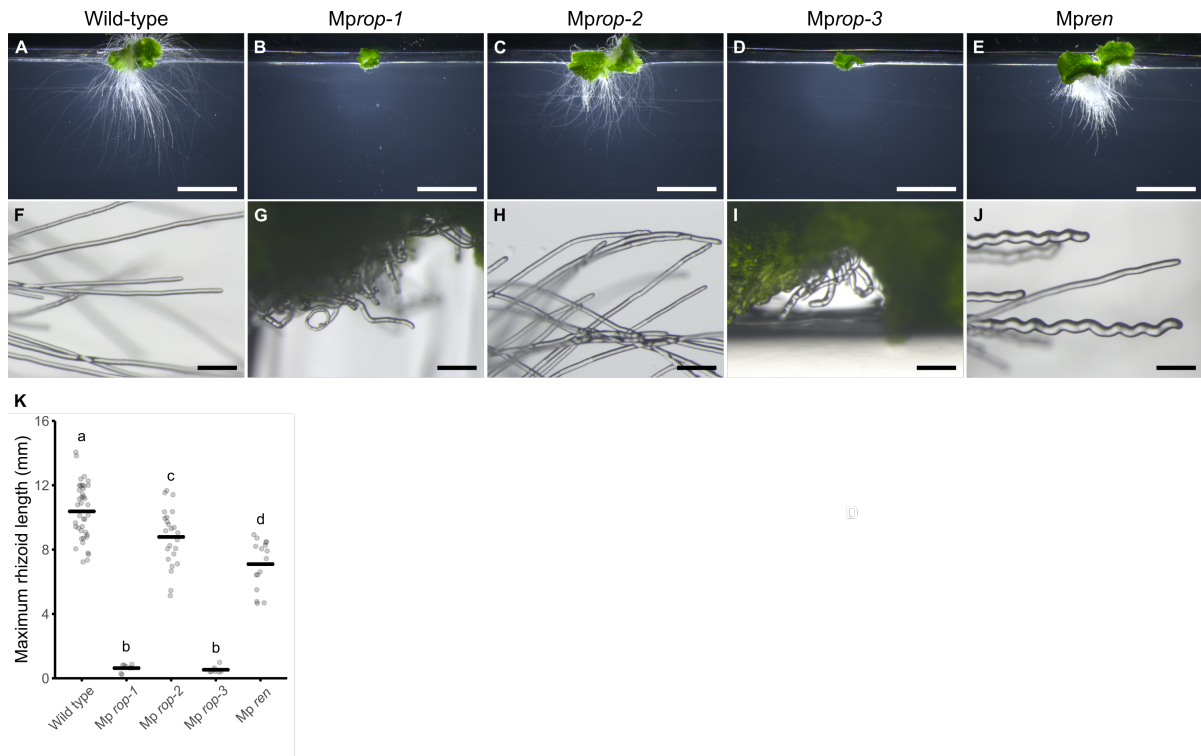 Wild-type Mprop-1 Mprop-2 Mprop-3 Mpren
A B C D E
F G H I J
K
Maximum rhizoid length (mm)
16
12
8
4
0
a
b
c
b
d
Wild type
Mp rop-1
Mp rop-2
Mp rop-3
Mp ren
D